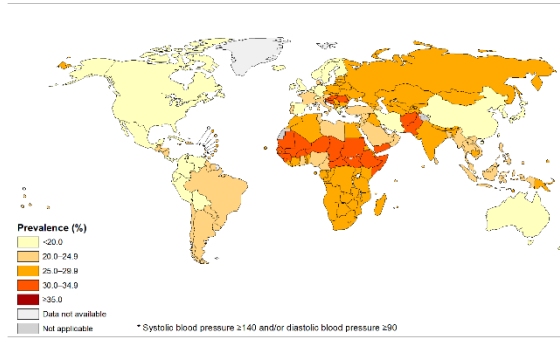 Prevalence (%)
<20.0
20.0–24.9
25.0–29.9
30.0–34.9
≥35.0
Data not available
Not applicable
* Systolic blood pressure ≥140 and/or diastolic blood pressure ≥90